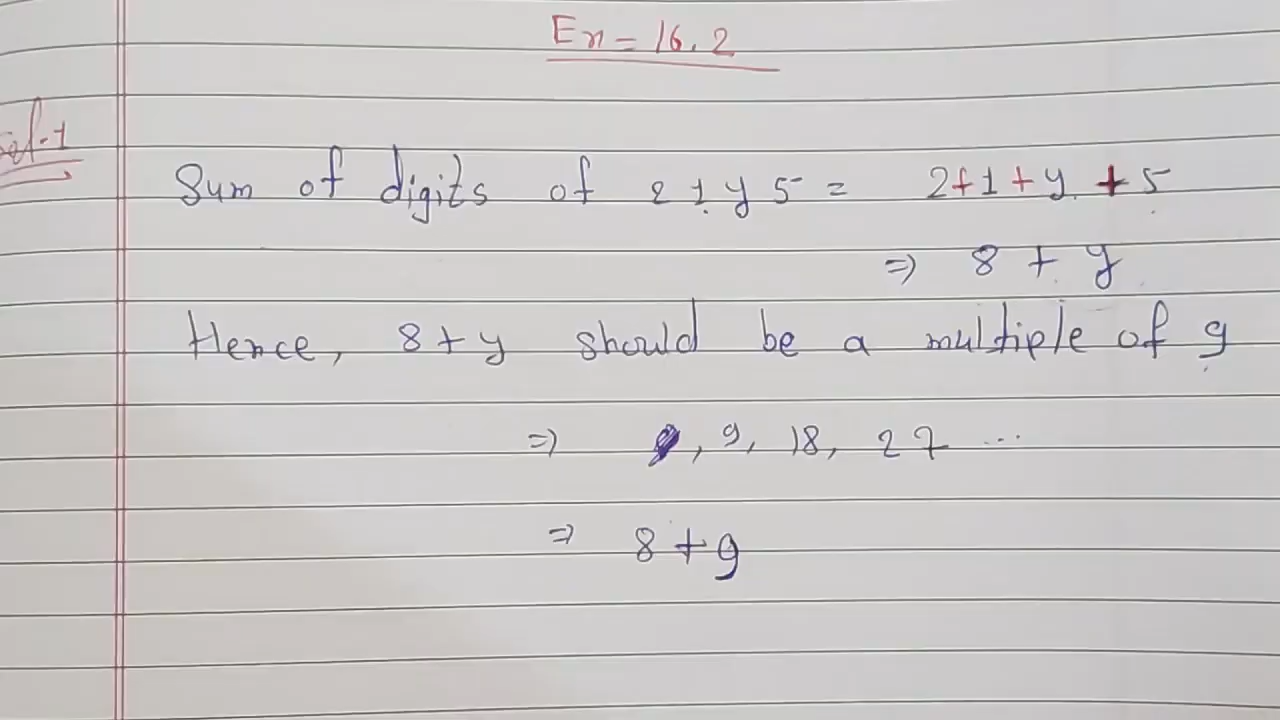 Ex = 16.2
Sol-1
Sum of digits of 21y5 = 2+1+y+5
⇒ 8 + y
Hence, 8+y should be a multiple of 9
⇒ , 9, 18, 27 ...
⇒ 8+9